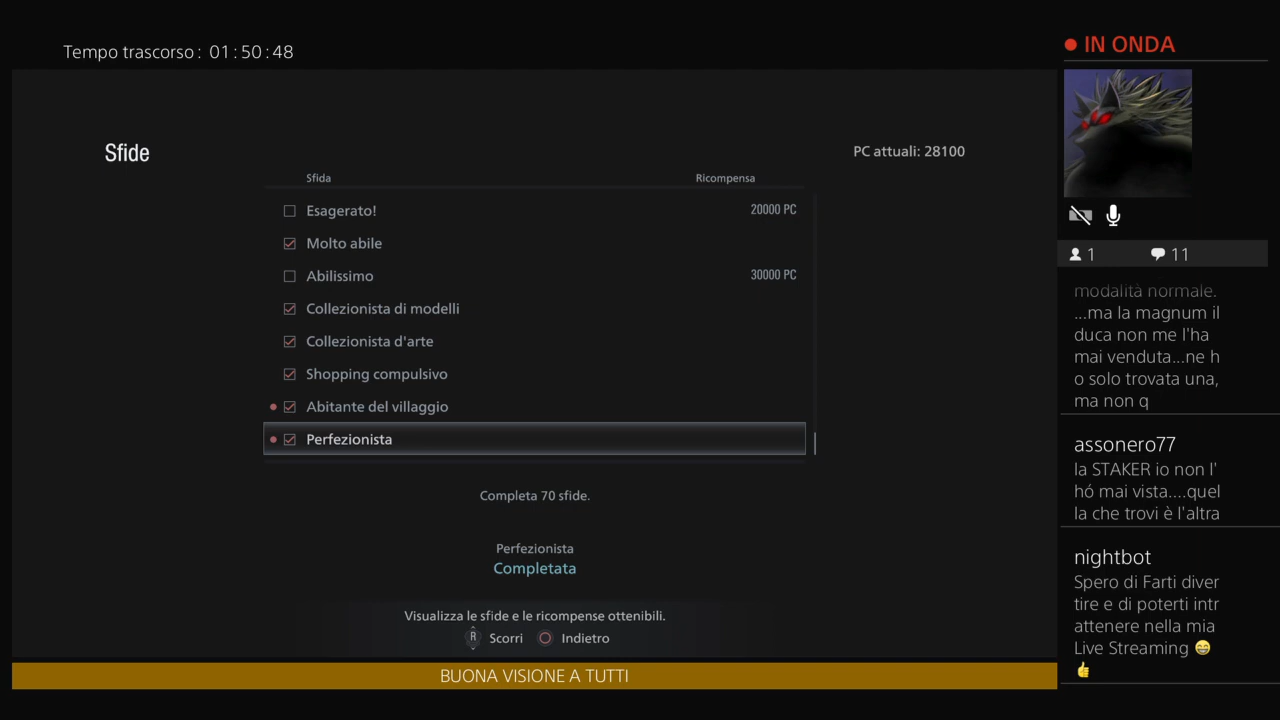 Tempo trascorso : 01:50:48
IN ONDA
Sfide
PC attuali: 28100
Sfida Ricompensa
Esagerato! 20000 PC
Molto abile
Abilissimo 30000 PC
Collezionista di modelli
Collezionista d'arte
Shopping compulsivo
Abitante del villaggio
Perfezionista
Completa 70 sfide.
Perfezionista
Completata
Visualizza le sfide e le ricompense ottenibili.
R Scorri Indietro
BUONA VISIONE A TUTTI
1 11
modalità normale.
...ma la magnum il
duca non me l'ha
mai venduta...ne h
o solo trovata una,
ma non q
assonero77
la STAKER io non l'
hó mai vista....quel
la che trovi è l'altra
nightbot
Spero di Farti diver
tire e di poterti intr
attenere nella mia
Live Streaming 😁
👍